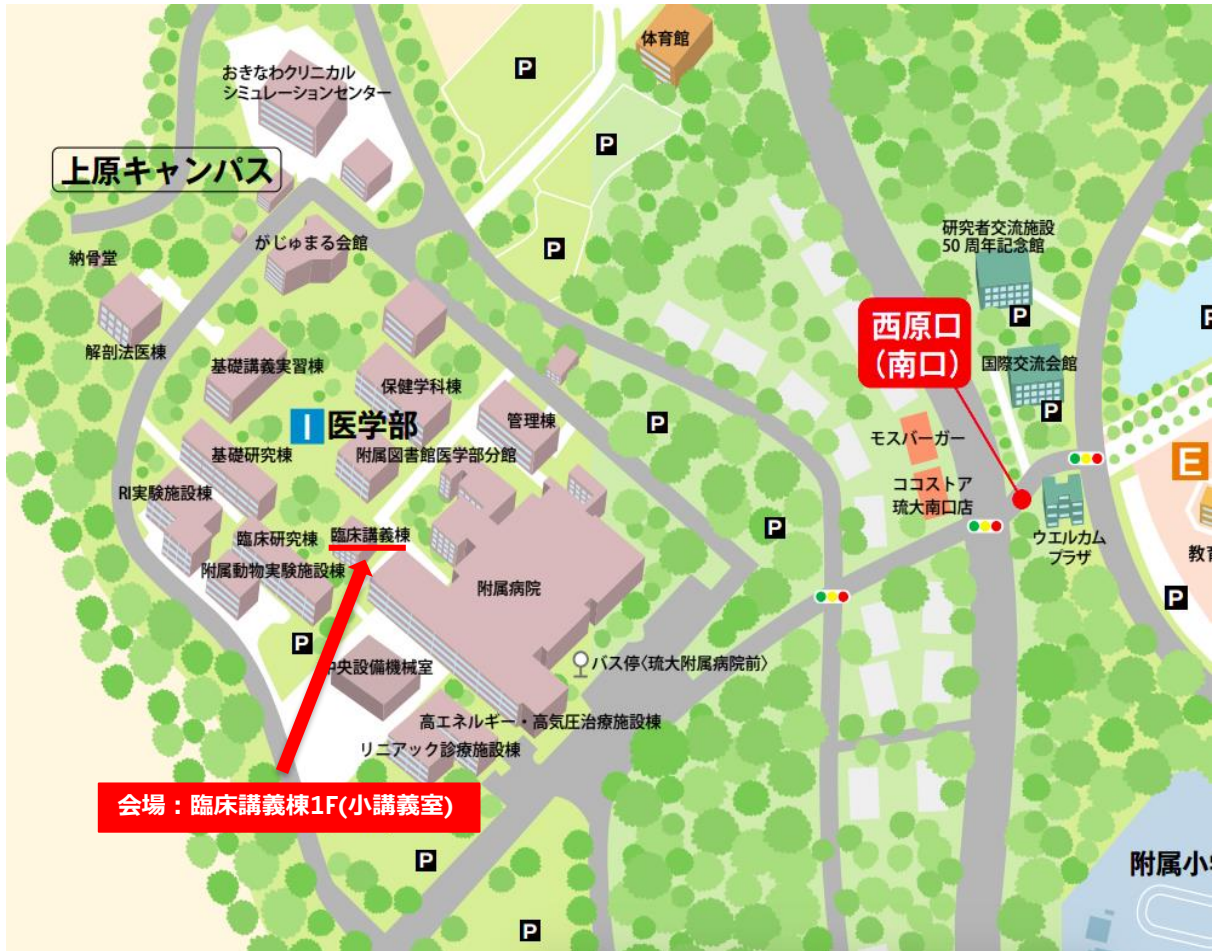 体育館
P
おきなわクリニカル
シミュレーションセンター
P
上原キャンパス
がじゅまる会館
P
納骨堂
研究者交流施設
50 周年記念館
P
P
解剖法医棟
西原口
（南口）
国際交流会館
P
基礎講義実習棟
保健学科棟
管理棟
P
I 医学部
モスバーガー
附属図書館医学部分館
基礎研究棟
E
RI実験施設棟
ココストア
琉大南口店
臨床研究棟
臨床講義棟
P
ウエルカム
プラザ
教育
附属動物実験施設棟
附属病院
P
P
中央設備機械室
バス停〈琉大附属病院前〉
高エネルギー・高気圧治療施設棟
リニアック診療施設棟
会場：臨床講義棟1F(小講義室)
P
附属小
P